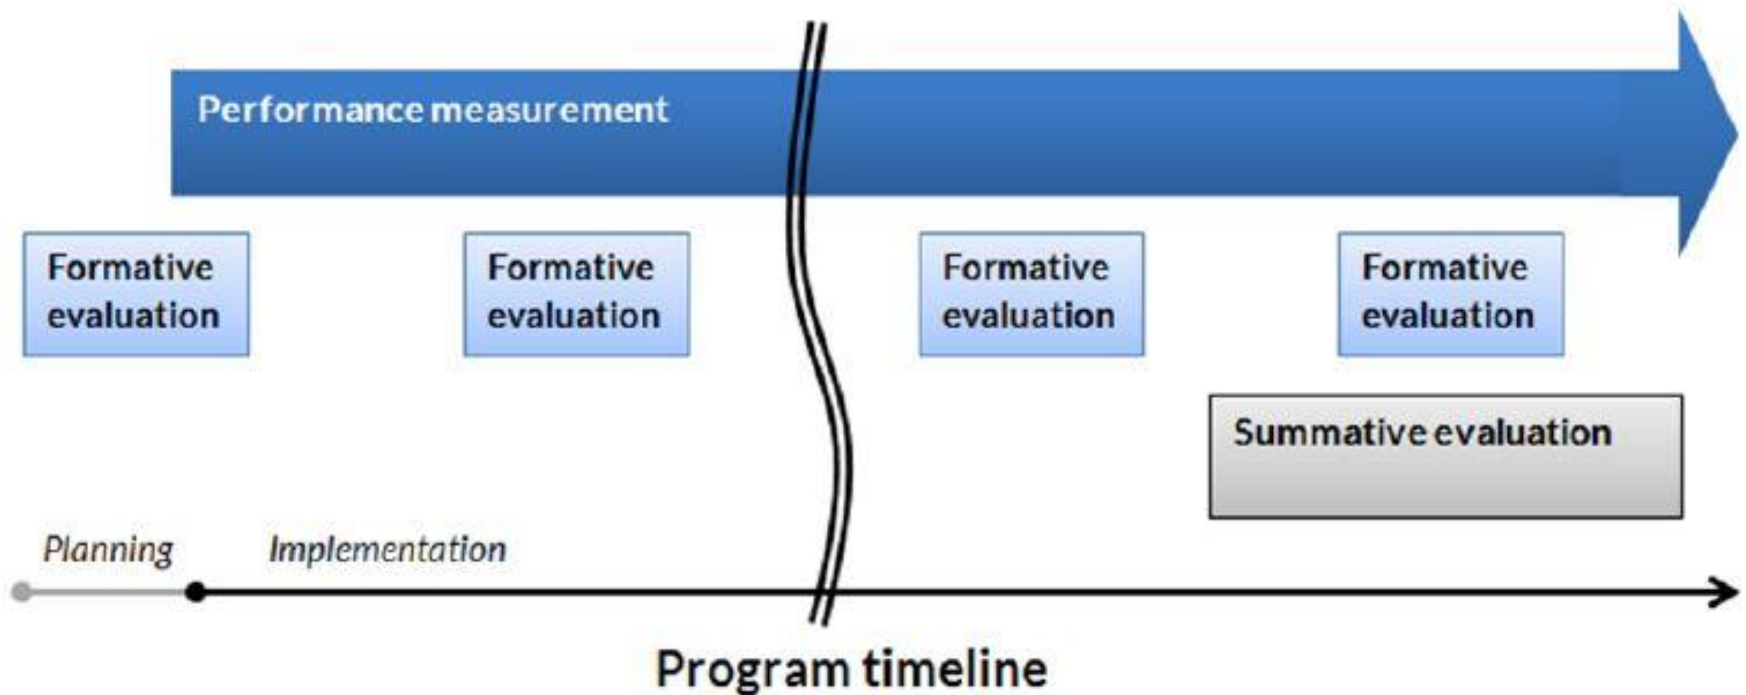 Performance measurement
Formative
evaluation
Formative
evaluation
Formative
evaluation
Formative
evaluation
Summative evaluation
Planning
Implementation
Program timeline